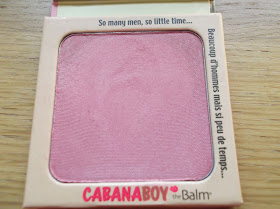 So many men, so little time...
Beaucoup d'hommes mais si peu de temps...
CABANABOY theBalm®